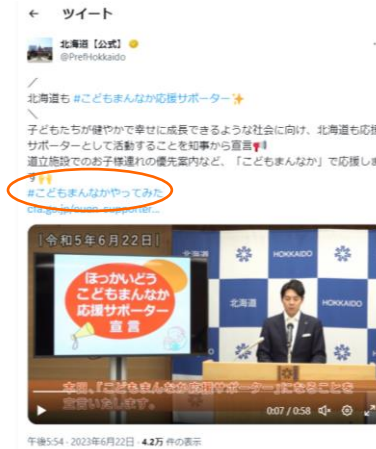 ← ツイート
北海道【公式】
@PrefHokkaido
／
北海道も #こどもまんなか応援サポーター✨
＼
子どもたちが健やかで幸せに成長できるような社会に向け、北海道も応援
サポーターとして活動することを知事から宣言
道立施設でのお子様連れの優先案内など、「こどもまんなか」で応援しま
す🙌
#こどもまんなかやってみた
cfa.go.jp/ouen-supporter...
令和5年6月22日
ほっかいどう
こどもまんなか
応援サポーター
宣言
北海道
HOKKAIDO
北海道
HOKKAIDO
本日、「こどもまんなか応援サポーター」になることを
宣言いたします。
0:07 / 0:58
午後5:54 · 2023年6月22日 · 4.2万 件の表示